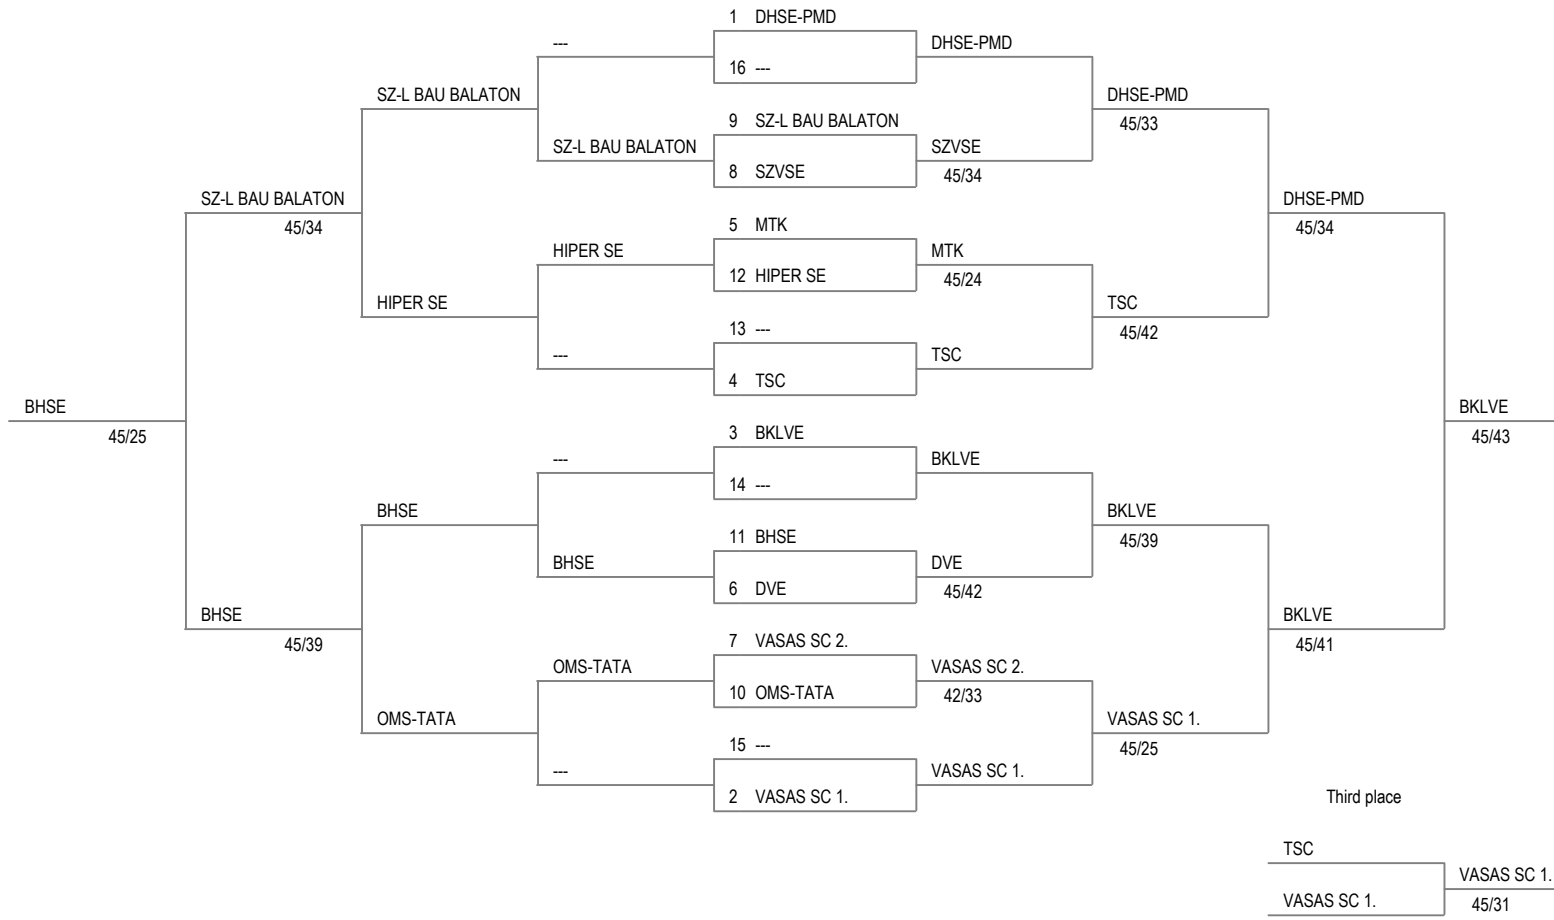 1 DHSE-PMD
--- DHSE-PMD
16 ---
SZ-L BAU BALATON DHSE-PMD
9 SZ-L BAU BALATON 45/33
SZ-L BAU BALATON SZVSE
8 SZVSE 45/34
SZ-L BAU BALATON DHSE-PMD
45/34 5 MTK 45/34
HIPER SE MTK
12 HIPER SE 45/24
HIPER SE TSC
13 --- 45/42
--- TSC
4 TSC
BHSE BKLVE
45/25 3 BKLVE 45/43
--- BKLVE
14 ---
BHSE BKLVE
11 BHSE 45/39
BHSE DVE
6 DVE 45/42
BHSE BKLVE
45/39 7 VASAS SC 2. 45/41
OMS-TATA VASAS SC 2.
10 OMS-TATA 42/33
OMS-TATA VASAS SC 1.
15 --- 45/25
--- VASAS SC 1.
2 VASAS SC 1.
Third place
TSC
VASAS SC 1.
VASAS SC 1.
45/31